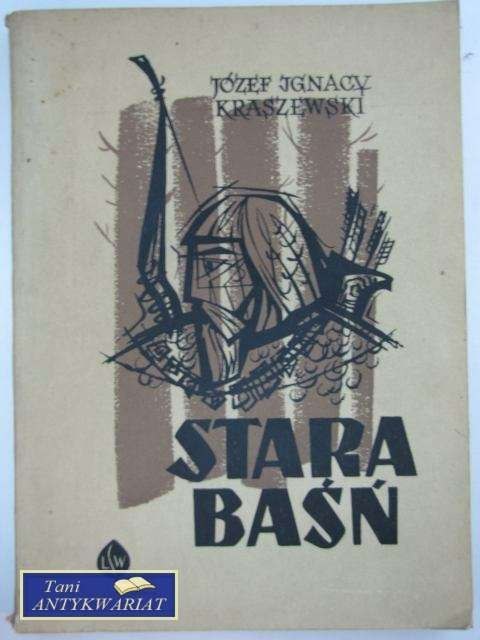 JÓZEF IGNACY
KRASZEWSKI
STARA
BAŚŃ
LSW
Tani
ANTYKWARIAT